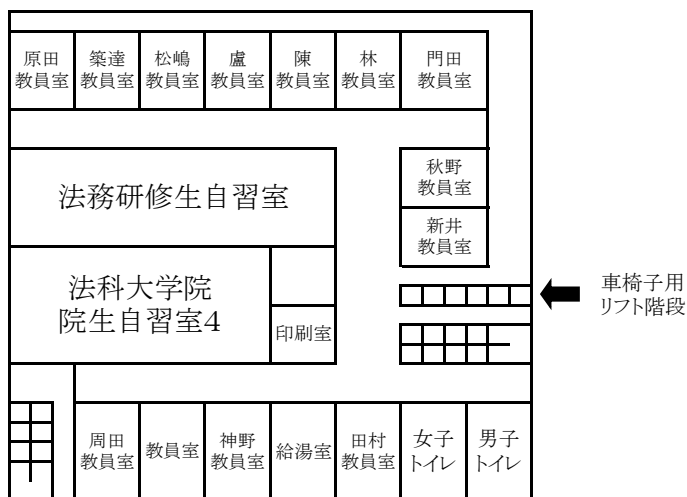 原田
教員室
築達
教員室
松嶋
教員室
盧
教員室
陳
教員室
林
教員室
門田
教員室
法務研修生自習室
秋野
教員室
新井
教員室
法科大学院
院生自習室4
印刷室
車椅子用
リフト階段
周田
教員室
教員室
神野
教員室
給湯室
田村
教員室
女子
トイレ
男子
トイレ